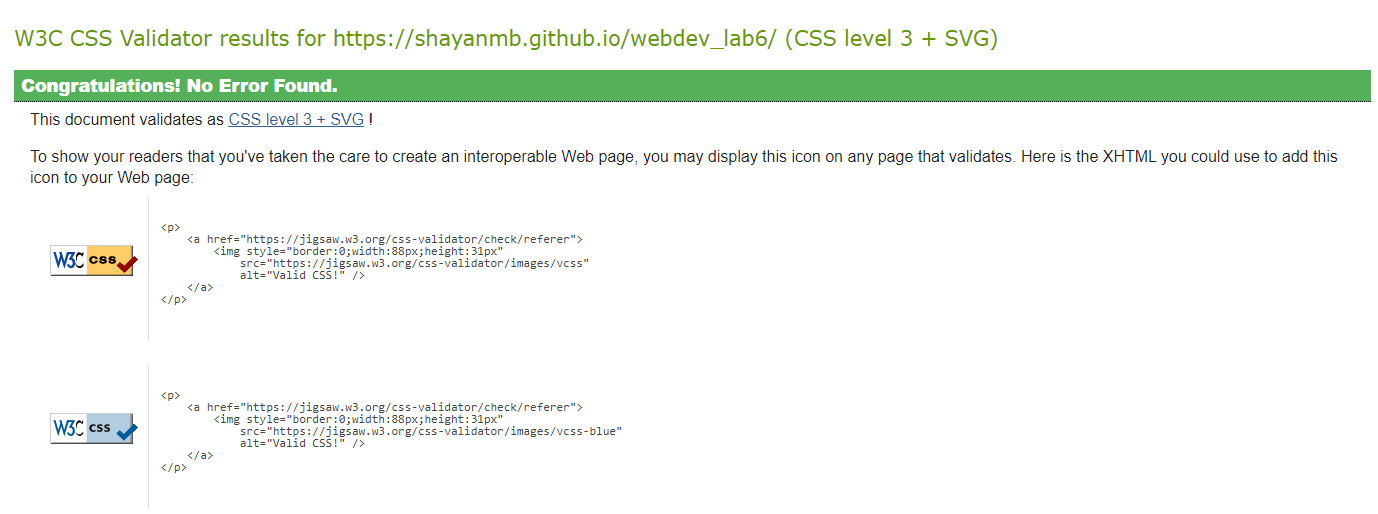 W3C CSS Validator results for https://shayanmb.github.io/webdev_lab6/ (CSS level 3 + SVG)
Congratulations! No Error Found.
This document validates as CSS level 3 + SVG !
To show your readers that you've taken the care to create an interoperable Web page, you may display this icon on any page that validates. Here is the XHTML you could use to add this
icon to your Web page:
W3C css
<p>
<a href="https://jigsaw.w3.org/css-validator/check/referer">
<img style="border:0;width:88px;height:31px"
src="https://jigsaw.w3.org/css-validator/images/vcss"
alt="Valid CSS!" />
</a>
</p>
W3C css
<p>
<a href="https://jigsaw.w3.org/css-validator/check/referer">
<img style="border:0;width:88px;height:31px"
src="https://jigsaw.w3.org/css-validator/images/vcss-blue"
alt="Valid CSS!" />
</a>
</p>